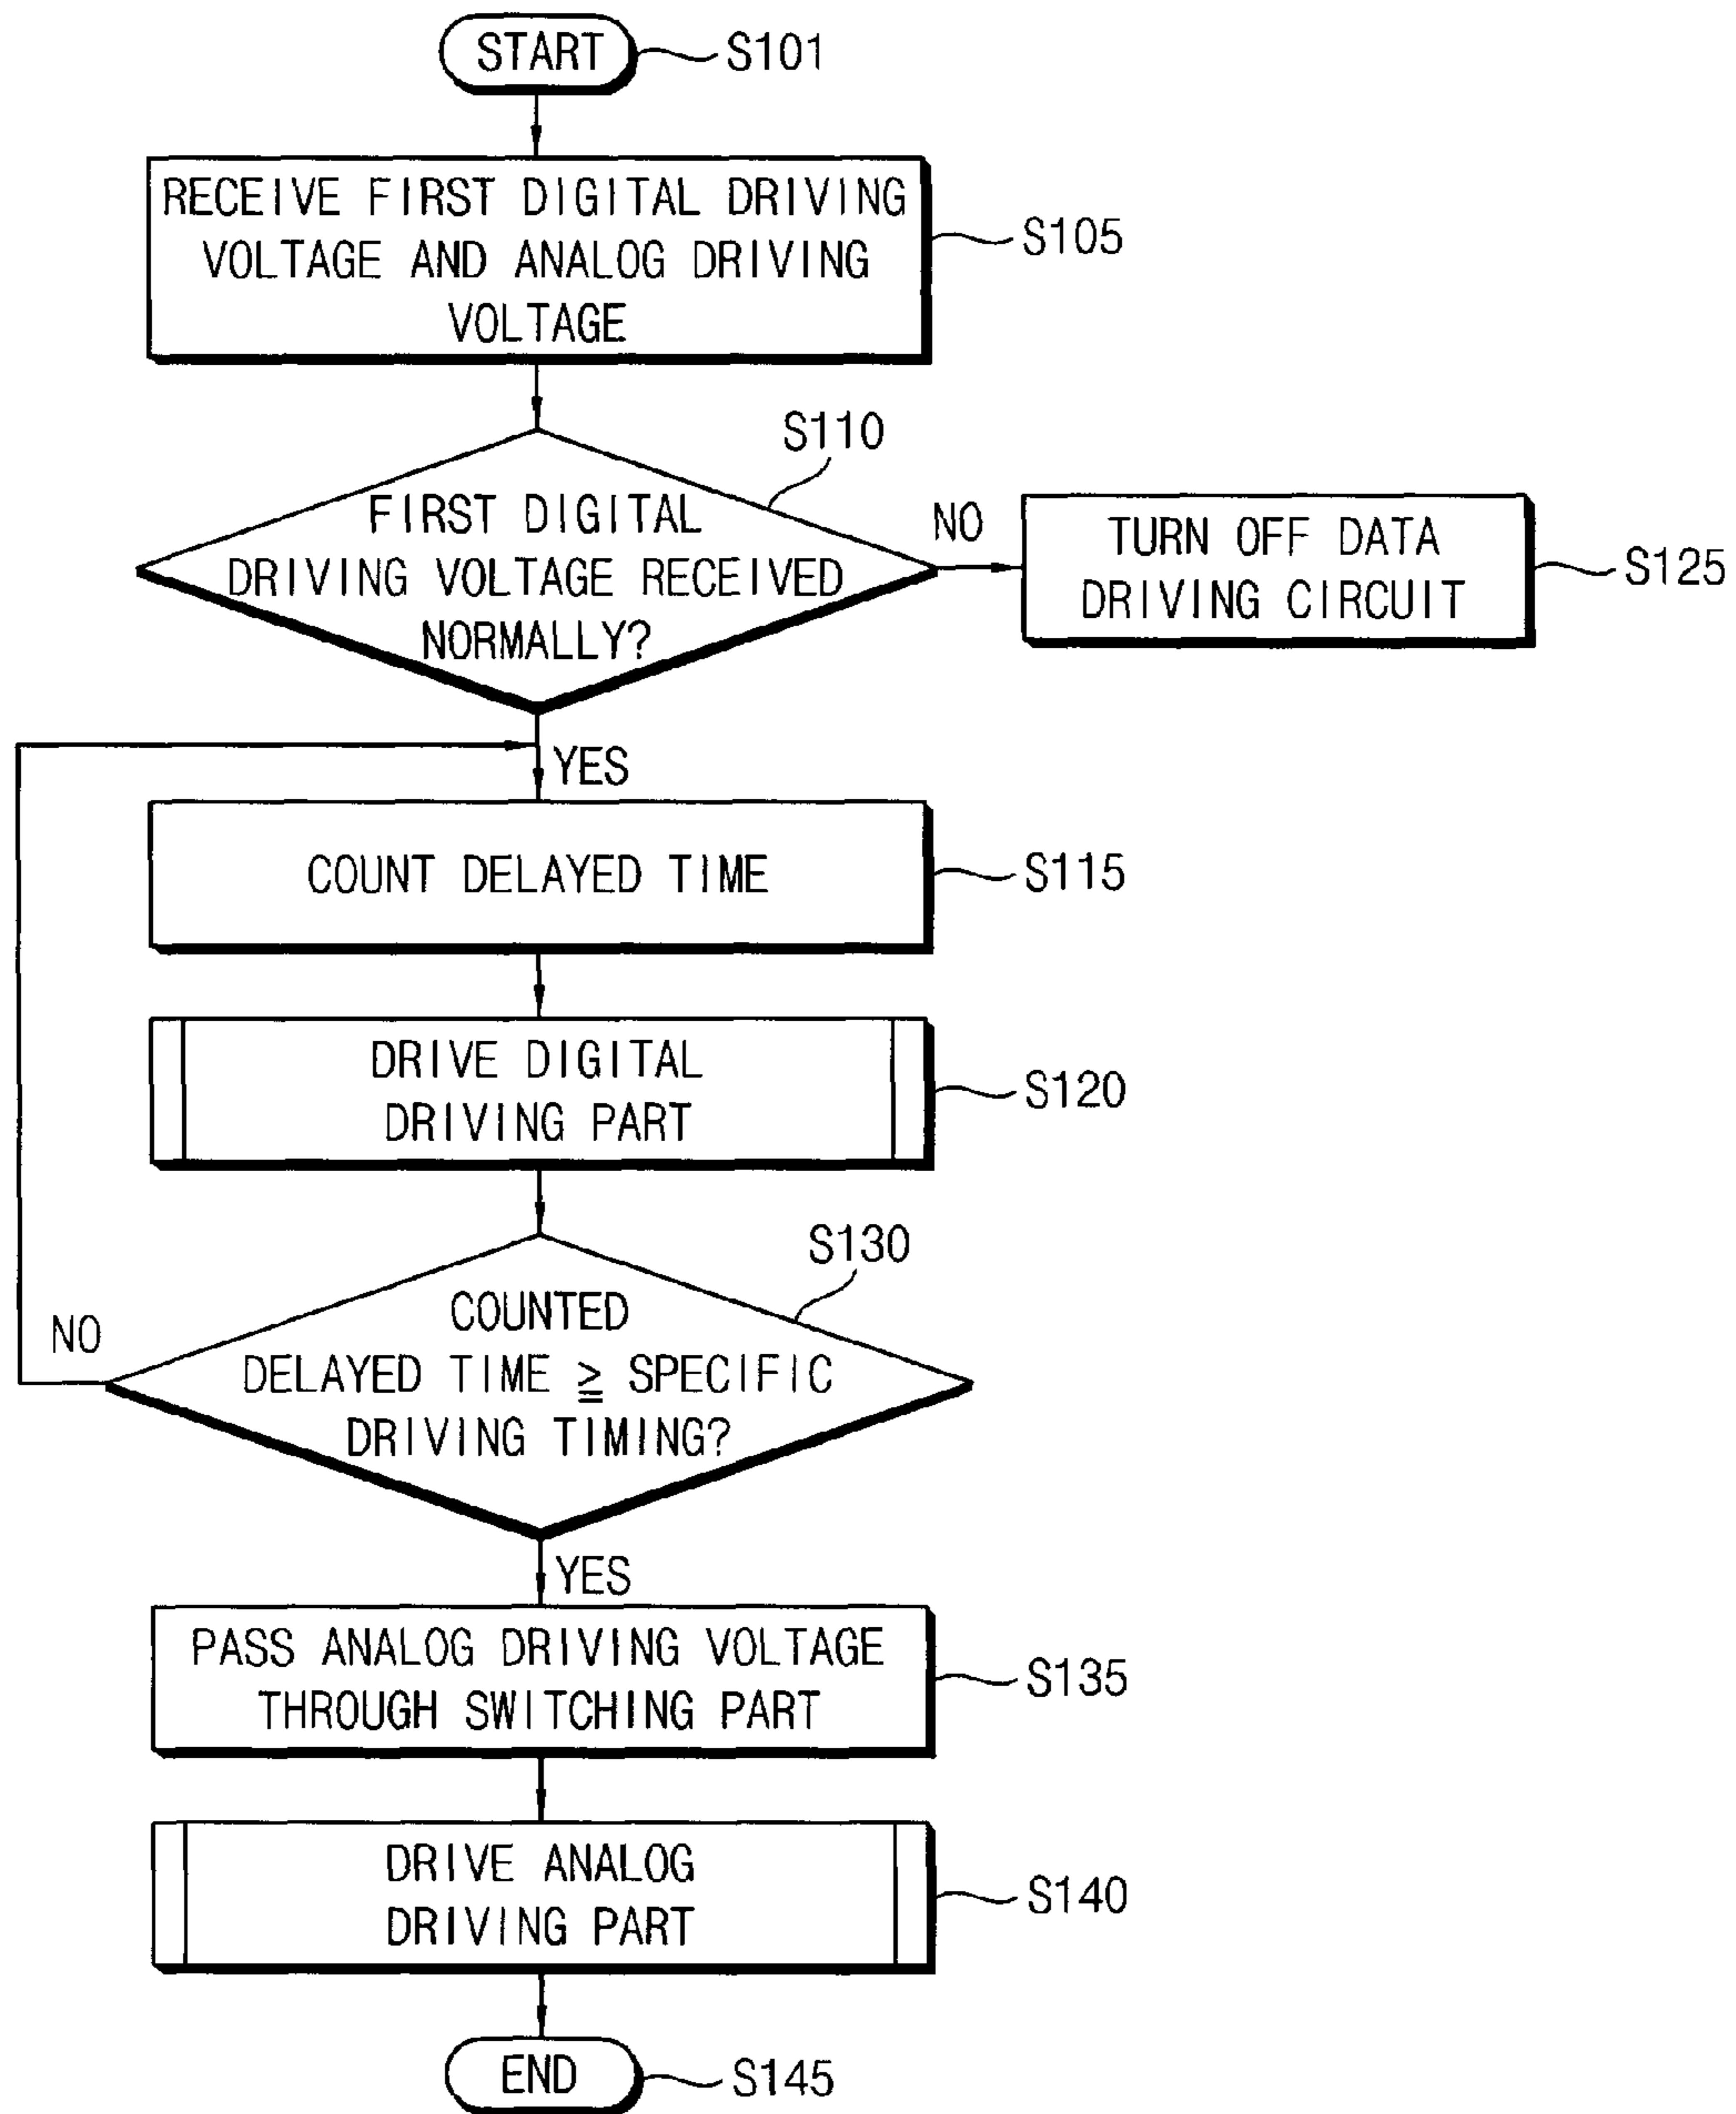 START
S101
RECEIVE FIRST DIGITAL DRIVING
VOLTAGE AND ANALOG DRIVING
VOLTAGE
S105
S110
FIRST DIGITAL
DRIVING VOLTAGE RECEIVED
NORMALLY?
NO
TURN OFF DATA
DRIVING CIRCUIT
S125
YES
COUNT DELAYED TIME
S115
DRIVE DIGITAL
DRIVING PART
S120
S130
COUNTED
DELAYED TIME ≧ SPECIFIC
DRIVING TIMING?
NO
YES
PASS ANALOG DRIVING VOLTAGE
THROUGH SWITCHING PART
S135
DRIVE ANALOG
DRIVING PART
S140
END
S145